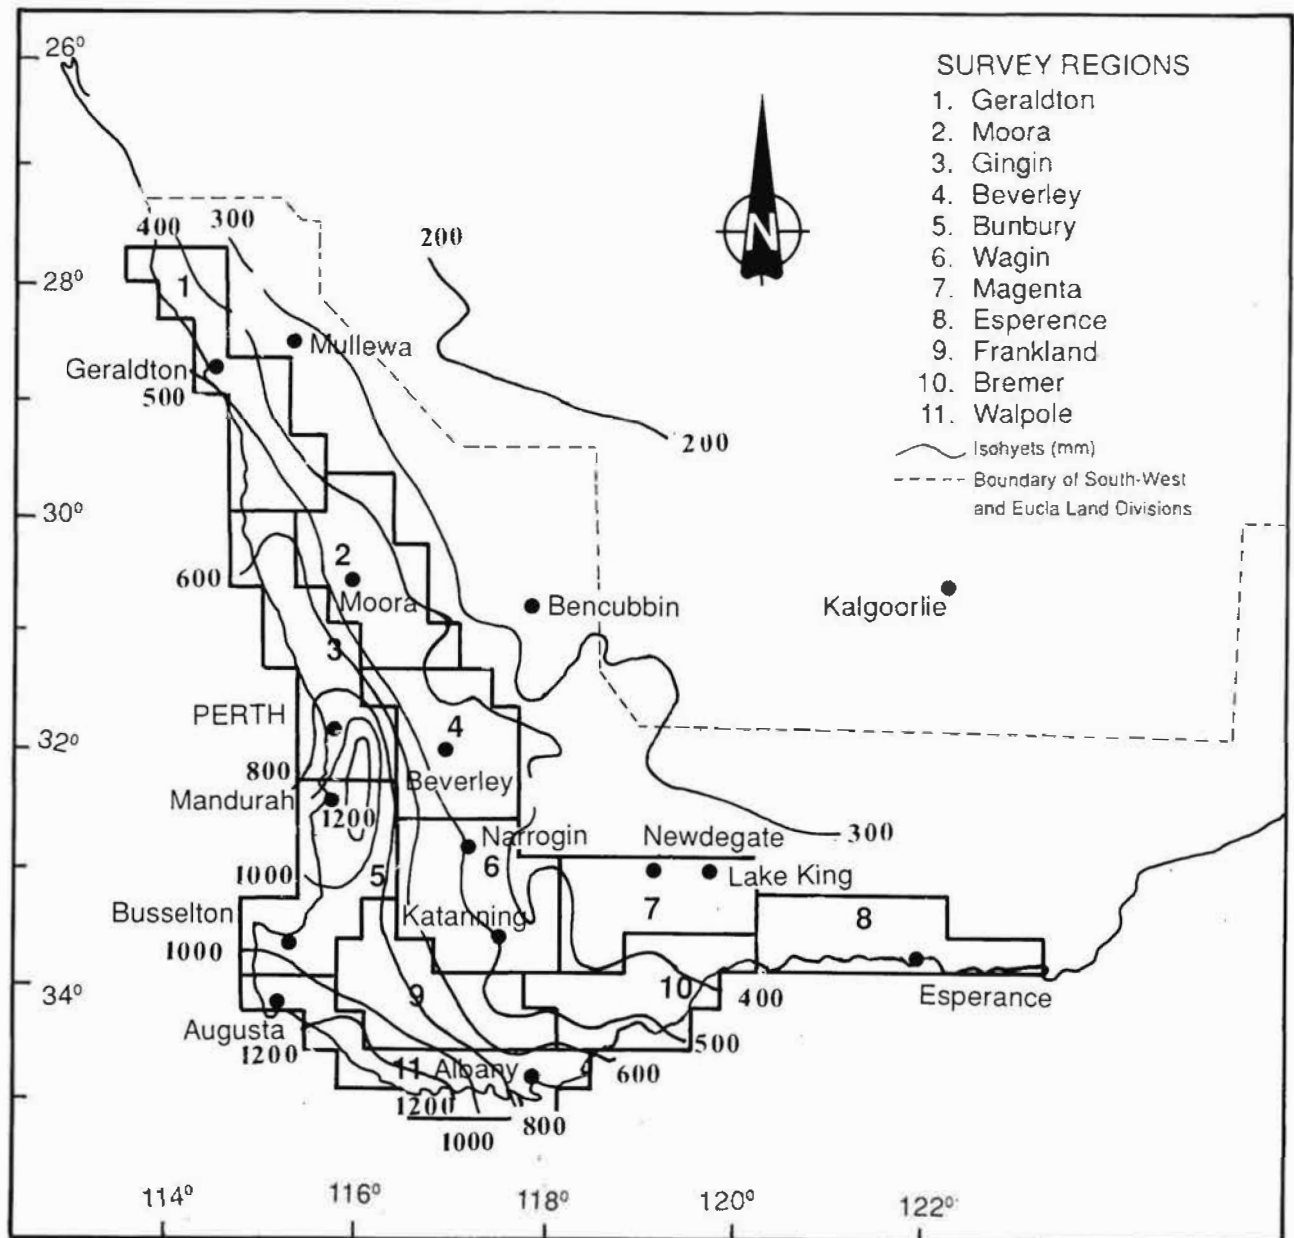 26°
SURVEY REGIONS
1. Geraldton
2. Moora
3. Gingin
4. Beverley
5. Bunbury
6. Wagin
7. Magenta
8. Esperence
9. Frankland
10. Bremer
11. Walpole
Isohyets (mm)
Boundary of South-West
and Eucla Land Divisions
N
400
300
200
28°
1
Mullewa
Geraldton
500
200
30°
2
600
Moora
Bencubbin
Kalgoorlie
3
PERTH
4
32°
800
Beverley
Mandurah
1200
Narrogin
Newdegate
300
1000
5
6
Lake King
Busselton
Katanning
7
8
1000
34°
9
10
400
Esperance
Augusta
1200
500
11
Albany
600
1200
800
1000
114°
116°
118°
120°
122°